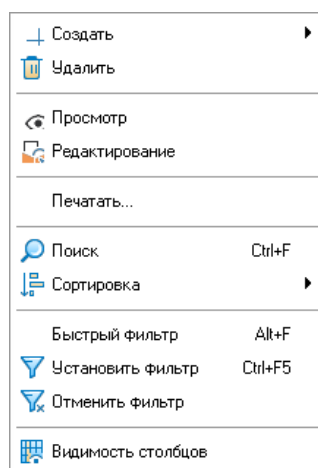 Создать
Удалить
Просмотр
Редактирование
Печатать...
Поиск Ctrl+F
Сортировка
Быстрый фильтр Alt+F
Установить фильтр Ctrl+F5
Отменить фильтр
Видимость столбцов